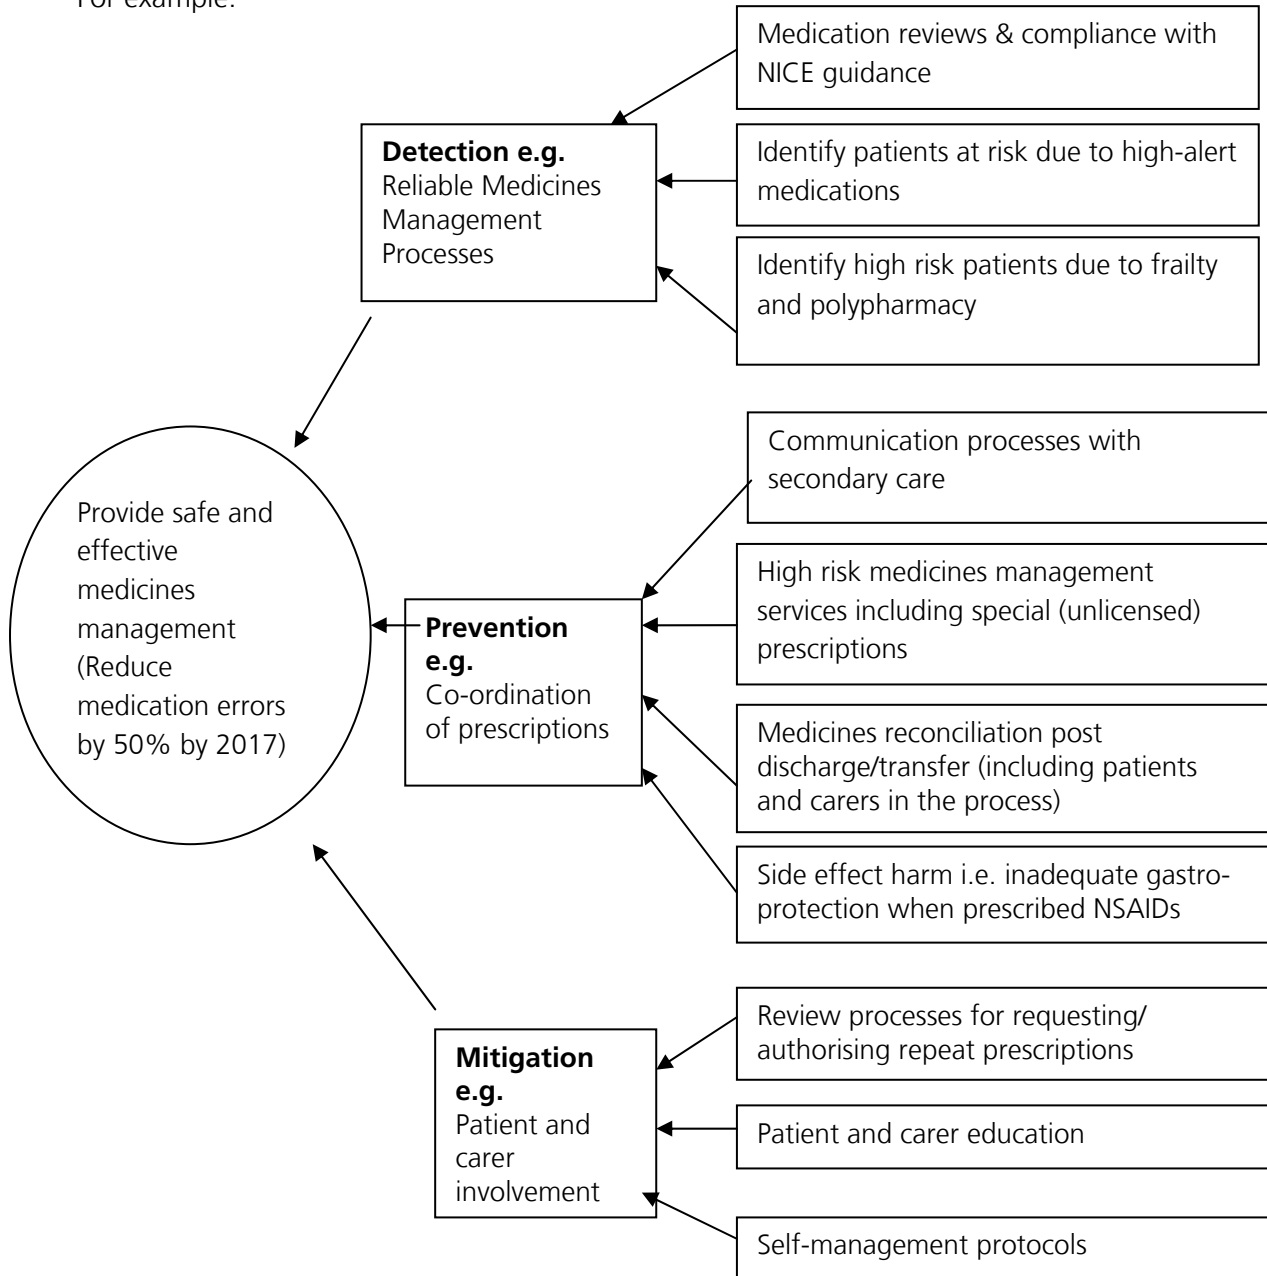 For example:
Medication reviews & compliance with
NICE guidance
Detection e.g.
Reliable Medicines
Management
Processes
Identify patients at risk due to high-alert
medications
Identify high risk patients due to frailty
and polypharmacy
Provide safe and
effective
medicines
management
(Reduce
medication errors
by 50% by 2017)
Communication processes with
secondary care
Prevention
e.g.
Co-ordination
of prescriptions
High risk medicines management
services including special (unlicensed)
prescriptions
Medicines reconciliation post
discharge/transfer (including patients
and carers in the process)
Side effect harm i.e. inadequate gastro-
protection when prescribed NSAIDs
Mitigation
e.g.
Patient and
carer
involvement
Review processes for requesting/
authorising repeat prescriptions
Patient and carer education
Self-management protocols